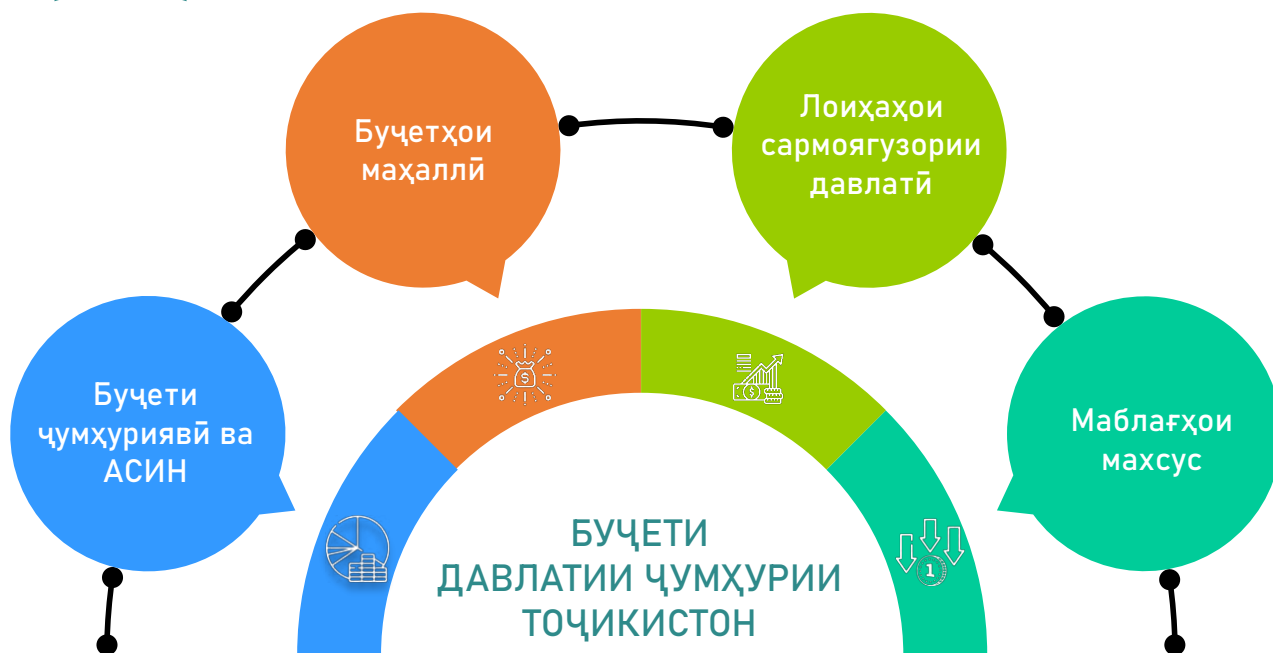 Буҷетҳои
маҳаллӣ
Лоиҳаҳои
сармоягузории
давлатӣ
Буҷети
ҷумҳуриявӣ ва
АСИН
Маблағҳои
махсус
БУҶЕТИ
ДАВЛАТИИ ҶУМҲУРИИ
ТОҶИКИСТОН